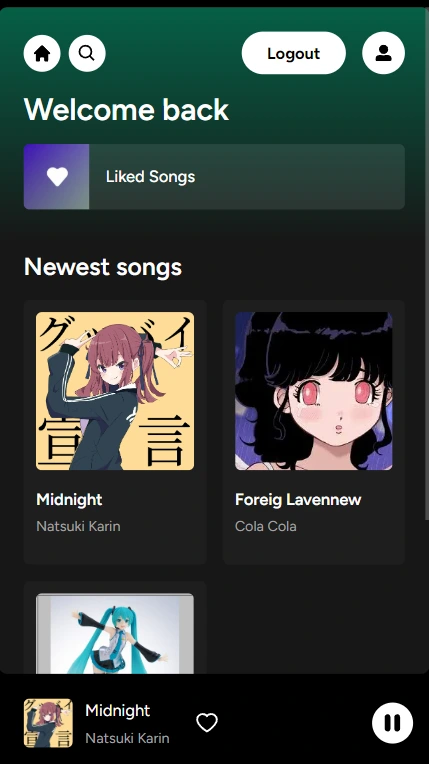 Logout
Welcome back
Liked Songs
Newest songs
グッバイ
宣言
Midnight
Natsuki Karin
Foreig Lavennew
Cola Cola
Midnight
Natsuki Karin